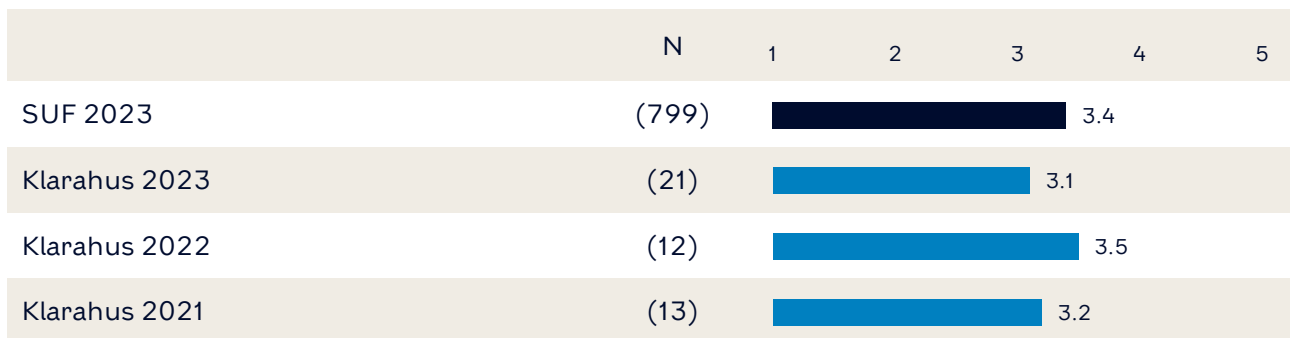 N 1 2 3 4 5
SUF 2023 (799) 3.4
Klarahus 2023 (21) 3.1
Klarahus 2022 (12) 3.5
Klarahus 2021 (13) 3.2